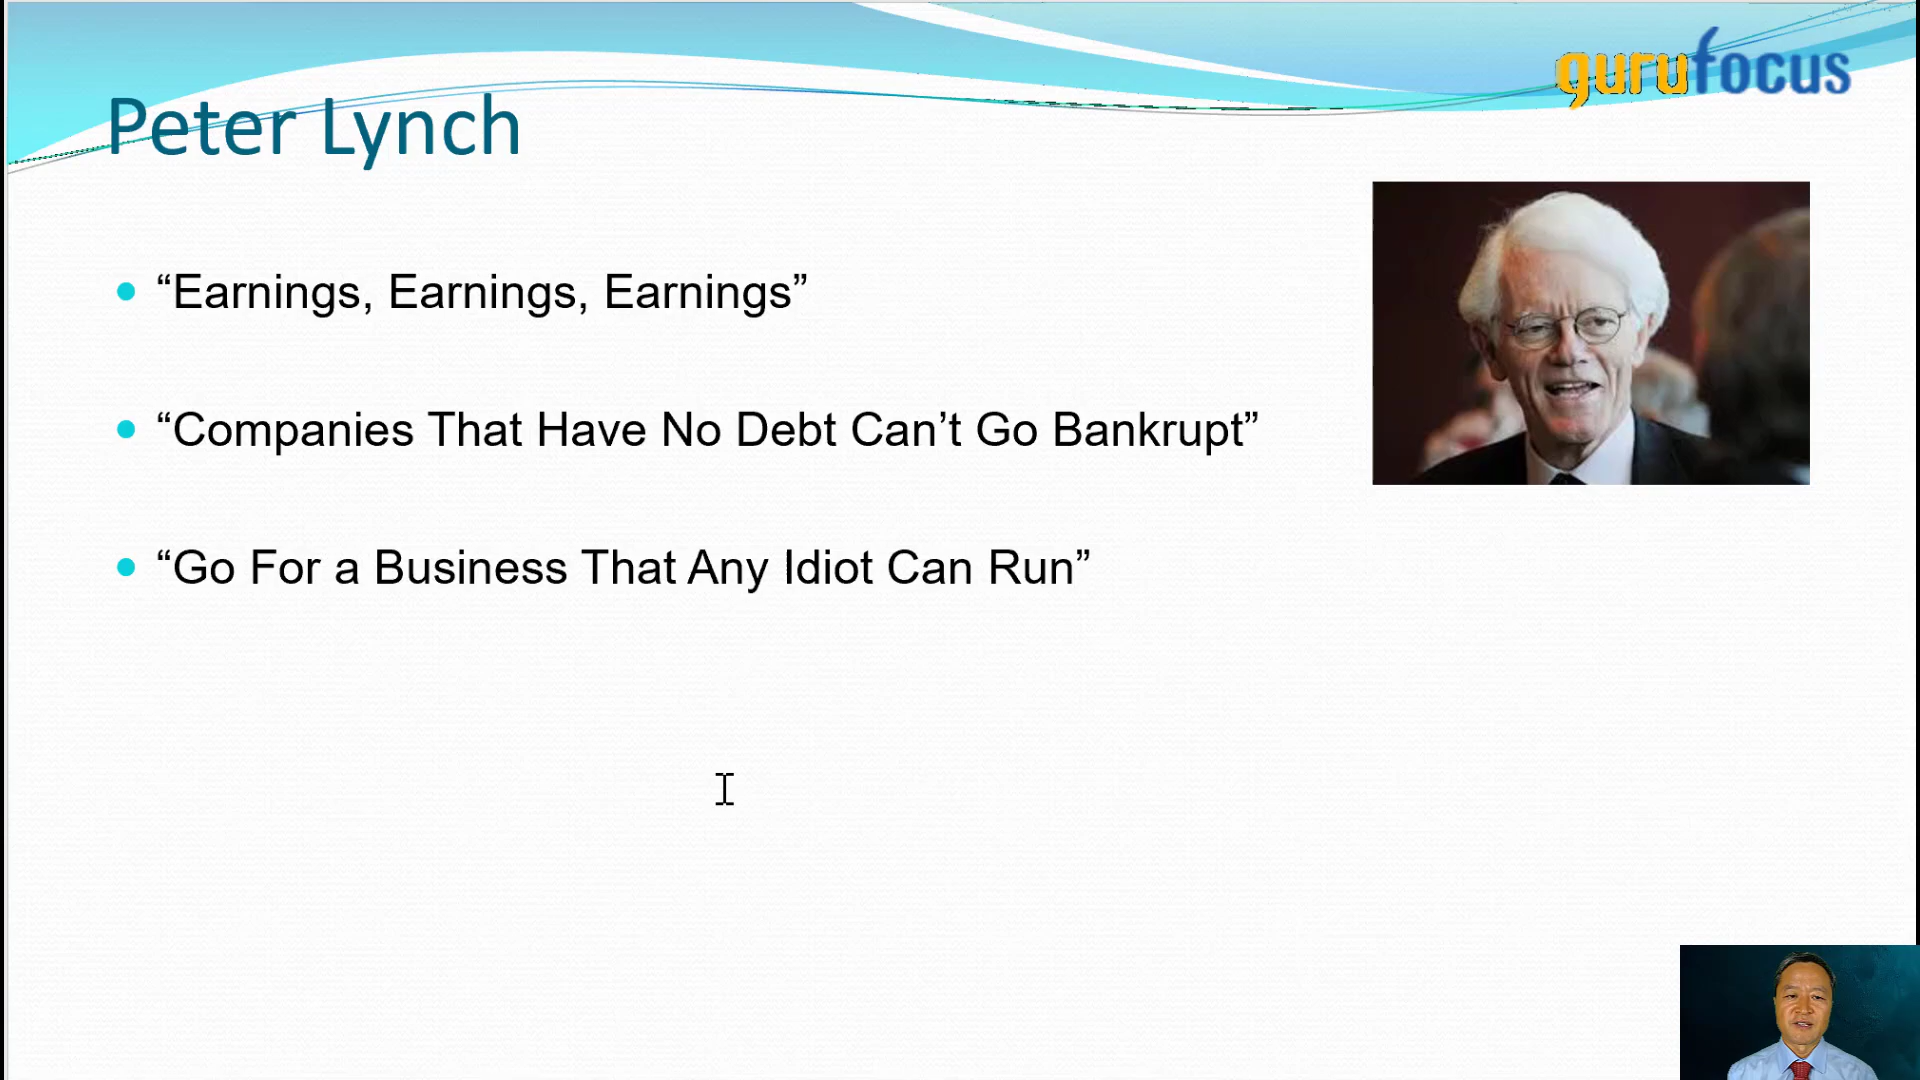 gurufocus
Peter Lynch
“Earnings, Earnings, Earnings”
“Companies That Have No Debt Can’t Go Bankrupt”
“Go For a Business That Any Idiot Can Run”